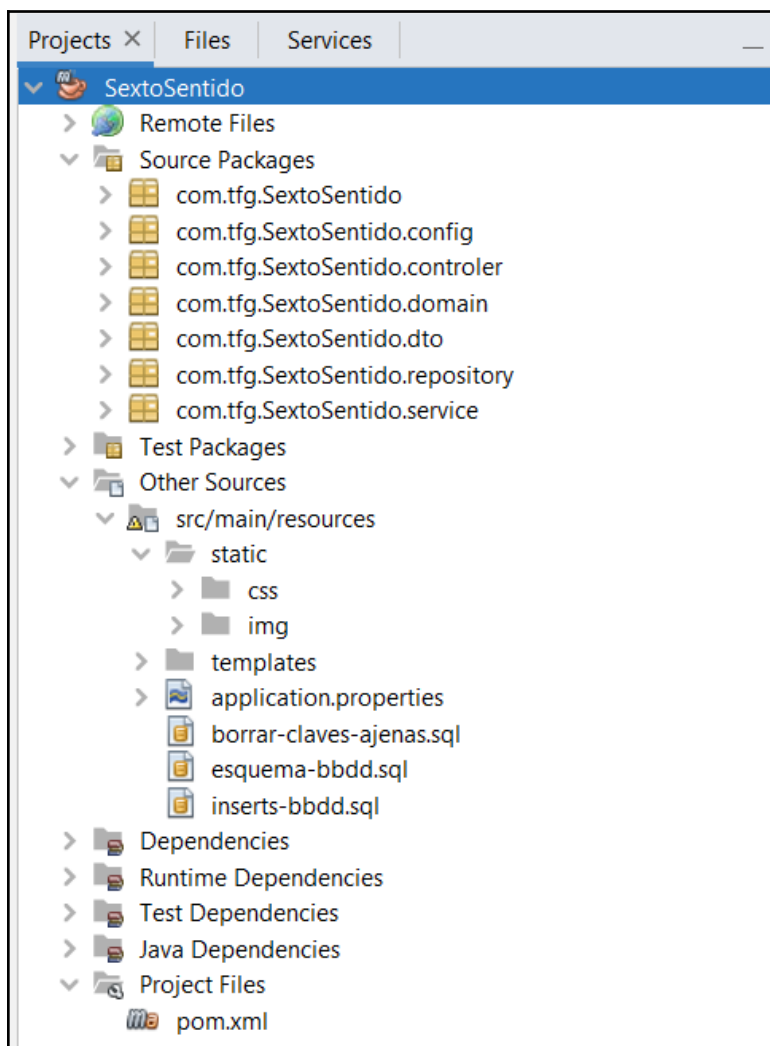 Projects Files Services
SextoSentido
Remote Files
Source Packages
com.tfg.SextoSentido
com.tfg.SextoSentido.config
com.tfg.SextoSentido.controler
com.tfg.SextoSentido.domain
com.tfg.SextoSentido.dto
com.tfg.SextoSentido.repository
com.tfg.SextoSentido.service
Test Packages
Other Sources
src/main/resources
static
css
img
templates
application.properties
borrar-claves-ajenas.sql
esquema-bbdd.sql
inserts-bbdd.sql
Dependencies
Runtime Dependencies
Test Dependencies
Java Dependencies
Project Files
pom.xml